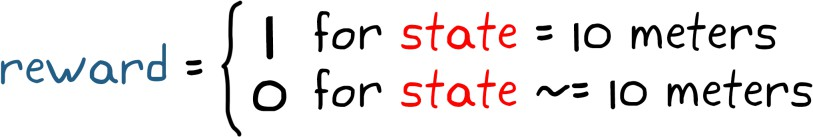 reward = { 1 for state = 10 meters
0 for state ~= 10 meters